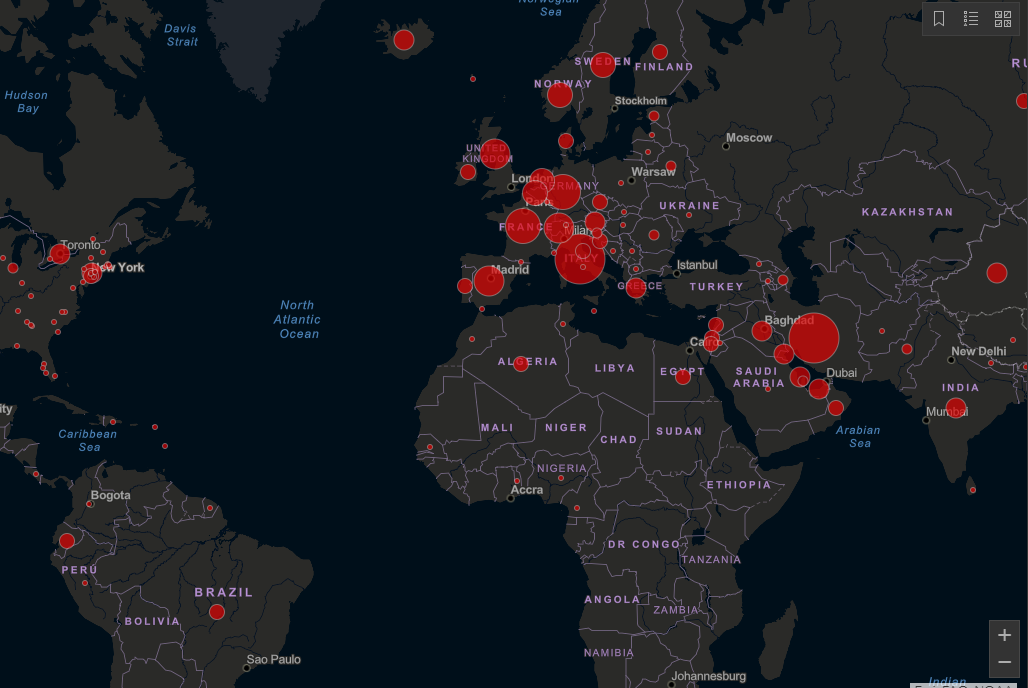 Norwegian
Sea
Davis
Strait
SWEDEN
FINLAND
RU
NORWAY
Hudson
Bay
Stockholm
Moscow
UNITED
KINGDOM
London
Warsaw
GERMANY
Paris
UKRAINE
KAZAKHSTAN
FRANCE
Milan
Toronto
New York
ITALY
Istanbul
Madrid
GREECE
TURKEY
North
Atlantic
Ocean
Baghdad
Cairo
New Delhi
ALGERIA
LIBYA
EGYPT
SAUDI
ARABIA
Dubai
INDIA
ity
Mumbai
Caribbean
Sea
MALI
NIGER
CHAD
SUDAN
Arabian
Sea
NIGERIA
ETHIOPIA
Bogota
Accra
DR CONGO
TANZANIA
PERÚ
BRAZIL
ANGOLA
ZAMBIA
BOLIVIA
NAMIBIA
Sao Paulo
Johannesburg
Indian
+
−